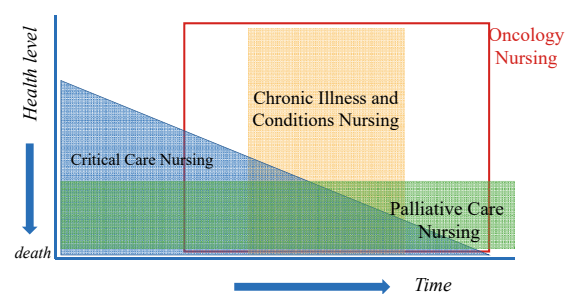 Health level
Oncology
Nursing
Chronic Illness and
Conditions Nursing
Critical Care Nursing
Palliative Care
Nursing
death
Time